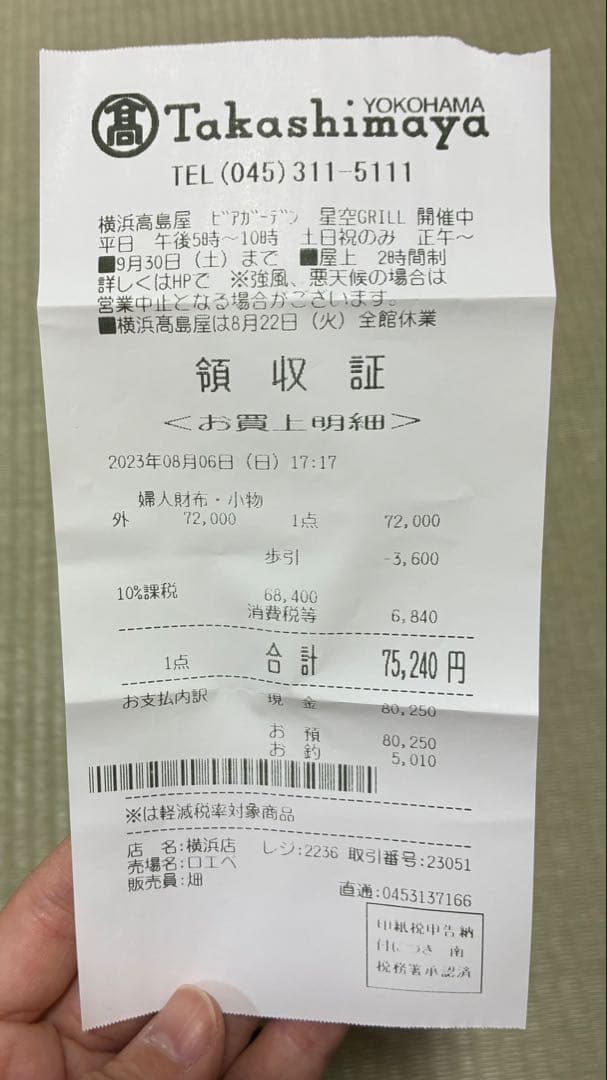 髙 Takashimaya YOKOHAMA
TEL(045)311-5111
横浜高島屋 ビアガーデン 星空GRILL 開催中
平日 午後5時～10時 土日祝のみ 正午～
■9月30日(土)まで ■屋上 2時間制
詳しくはHPで ※強風、悪天候の場合は
営業中止となる場合がございます。
■横浜髙島屋は8月22日(火)全館休業
領 収 証
＜お買上明細＞
2023年08月06日(日)17:17
婦人財布・小物
外 72,000 1点 72,000
歩引 -3,600
10%課税 68,400
消費税等 6,840
1点 合 計 75,240 円
お支払内訳 現 金 80,250
お 預 80,250
お 釣 5,010
※は軽減税率対象商品
店 名:横浜店 レジ:2236 取引番号:23051
売場名:ロエベ
販売員:畑
直通:0453137166
印紙税申告納
付につき 南
税務署承認済